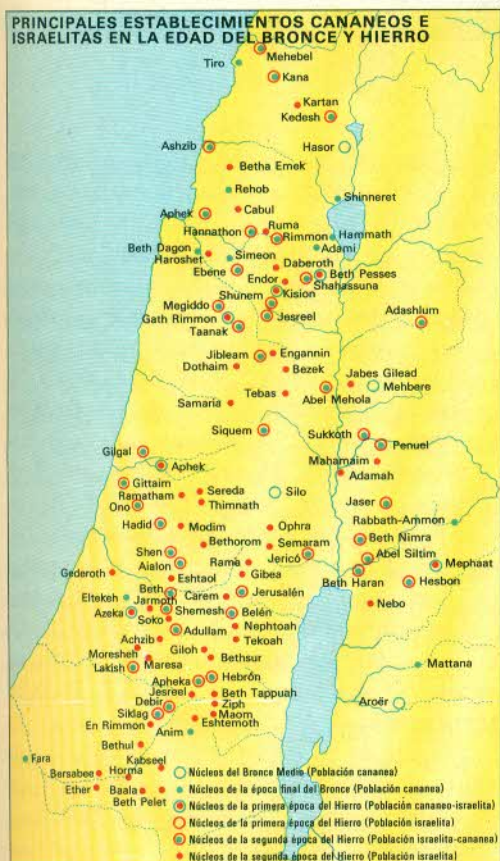 PRINCIPALES ESTABLECIMIENTOS CANANEOS E
ISRAELITAS EN LA EDAD DEL BRONCE Y HIERRO
Mehebel
Tiro
Kana
Kartan
Kedesh
Ashzib
Hasor
Betha Emek
Rehob
Shinneret
Aphek
Cabul
Hannathon
Ruma
Rimmon
Hammath
Adami
Beth Dagon
Haroshet
Simeon
Ebene
Daberoth
Endor
Beth Pesses
Shahassuna
Shunem
Kision
Megiddo
Gath Rimmon
Jesreel
Taanak
Adashlum
Jibleam
Engannin
Dothaim
Bezek
Jabes Gilead
Mehbere
Tebas
Abel Mehola
Samaria
Siquem
Sukkoth
Penuel
Gilgal
Aphek
Mahamaim
Adamah
Gittaim
Ramatham
Sereda
Silo
Ono
Thimnath
Jaser
Rabbath-Ammon
Hadid
Modim
Ophra
Beth Nimra
Bethorom
Semaram
Shen
Jericó
Abel Siltim
Aialon
Rama
Mephaat
Gederoth
Eshtaol
Gibea
Beth Haran
Hesbon
Eltekeh
Beth
Carem
Jerusalén
Jarmoth
Nebo
Azeka
Shemesh
Belén
Soko
Adullam
Nephtoah
Achzib
Tekoah
Moresheh
Giloh
Lakish
Maresa
Bethsur
Mattana
Apheka
Hebrón
Jesreel
Beth Tappuah
Debir
Ziph
Aroër
Siklag
Maom
En Rimmon
Eshtemoth
Anim
Bethul
Fara
Kabseel
Bersabee
Horma
Ether
Baala
Beth Pelet
Núcleos del Bronce Medio (Población cananea)
Núcleos de la época final del Bronce (Población cananea)
Núcleos de la primera época del Hierro (Población cananeo-israelita)
Núcleos de la primera época del Hierro (Población israelita)
Núcleos de la segunda época del Hierro (Población israelita-cananea)
Núcleos de la segunda época del Hierro (Población israelita)